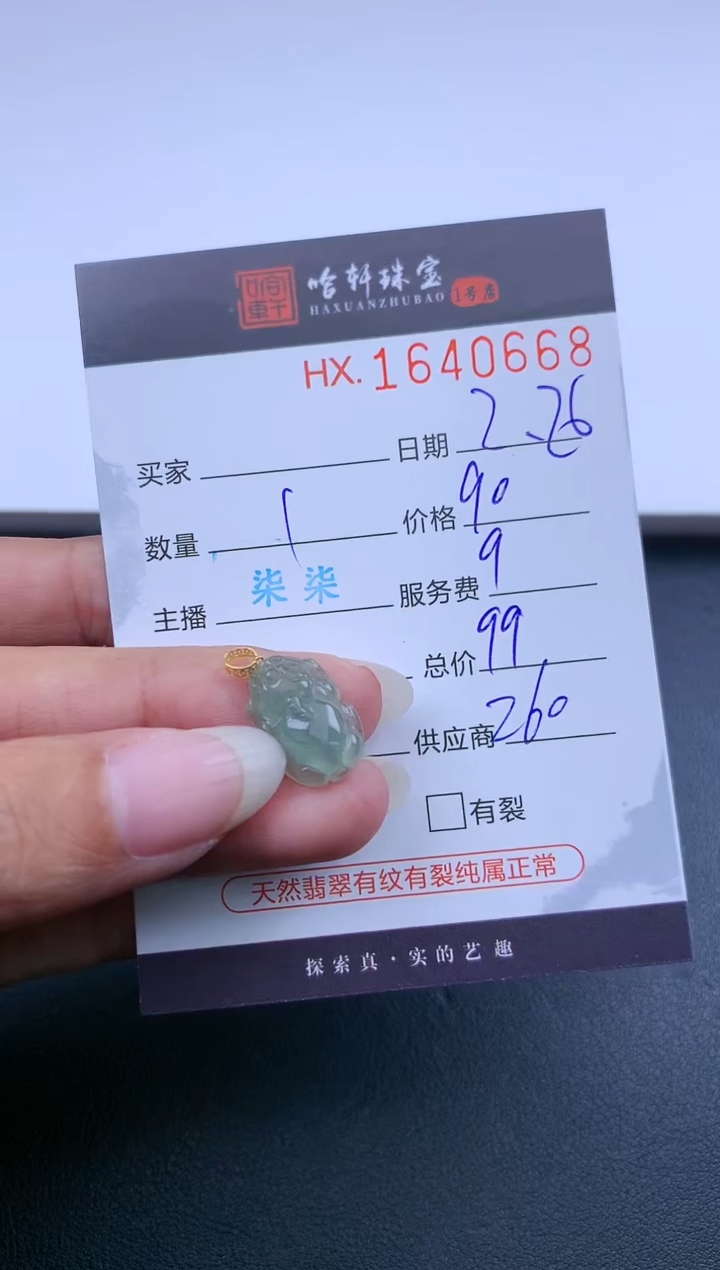 哈轩珠宝
HAXUANZHUBAO 1号店
HX.1640668
买家 日期 2.26
数量 1 价格 90
主播 柒柒 服务费 9
总价 99
供应商 260
有裂
天然翡翠有纹有裂纯属正常
探索真·实的艺趣